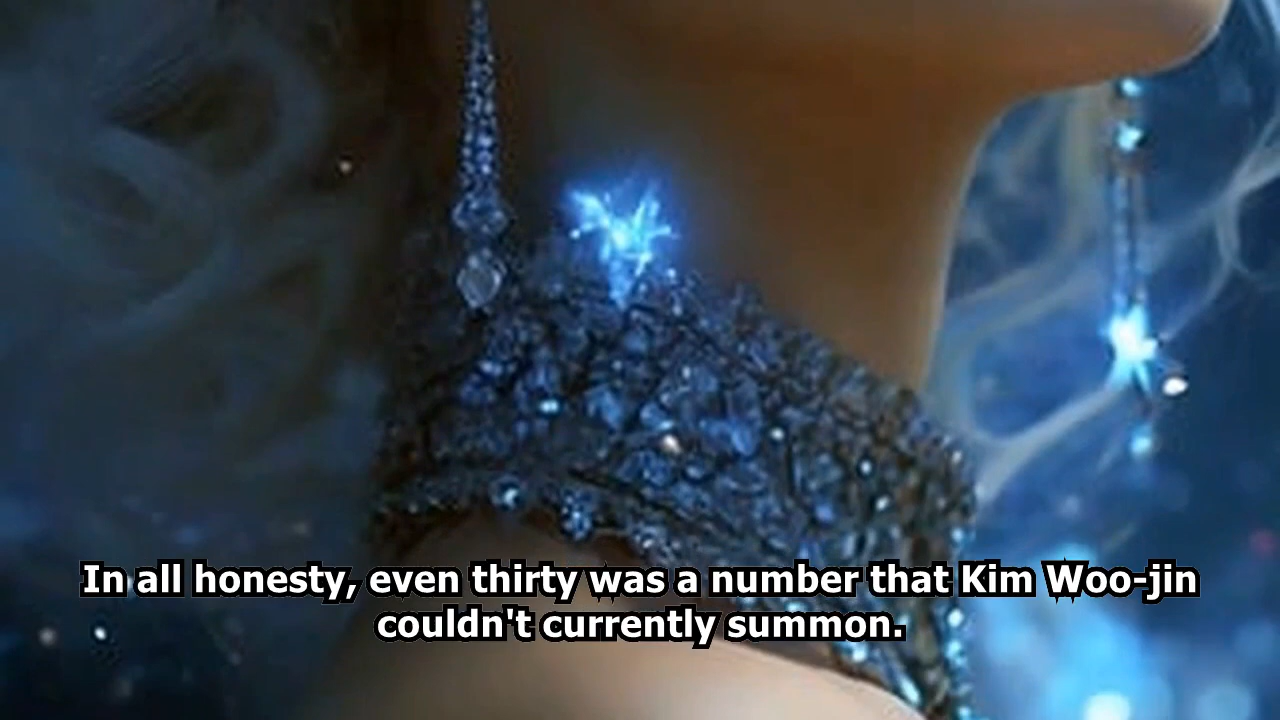 In all honesty, even thirty was a number that Kim Woo-jin
couldn't currently summon.